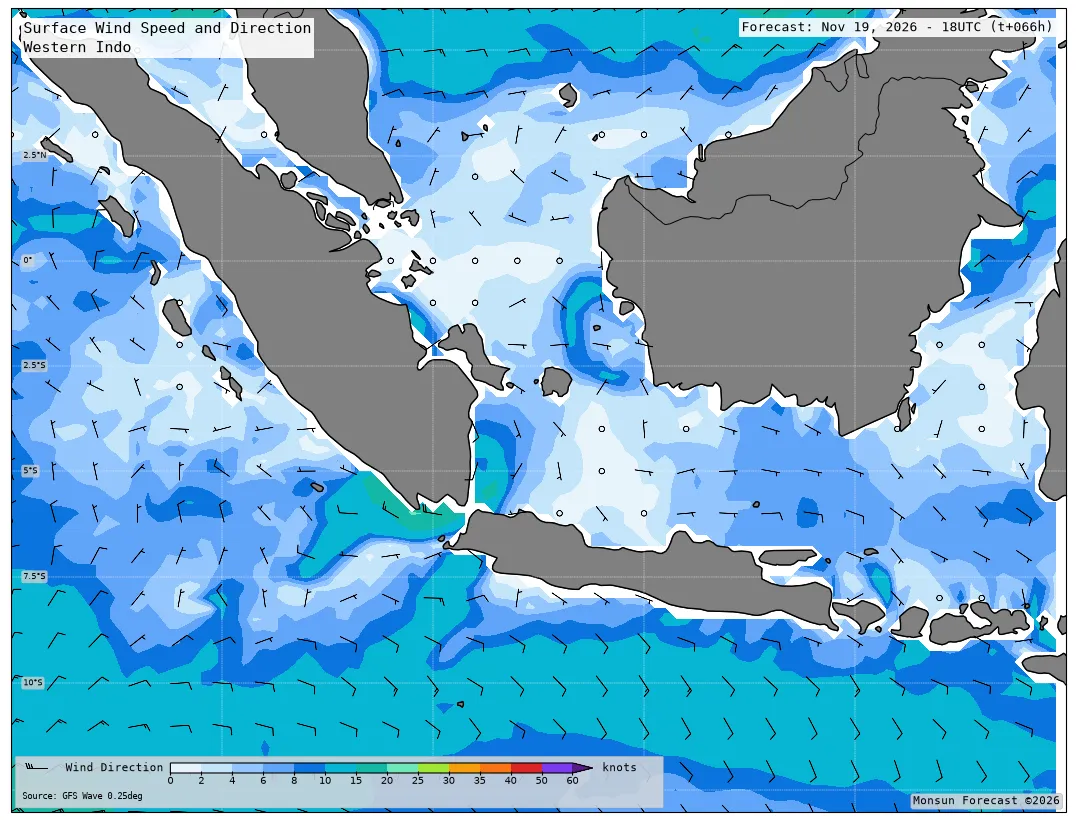 Surface Wind Speed and Direction
Western Indo
Forecast: Nov 19, 2026 - 18UTC (t+066h)
2.5°N
0°
2.5°S
5°S
7.5°S
10°S
Wind Direction
0 2 4 6 8 10 15 20 25 30 35 40 50 60
knots
Source: GFS Wave 0.25deg
Monsun Forecast ©2026